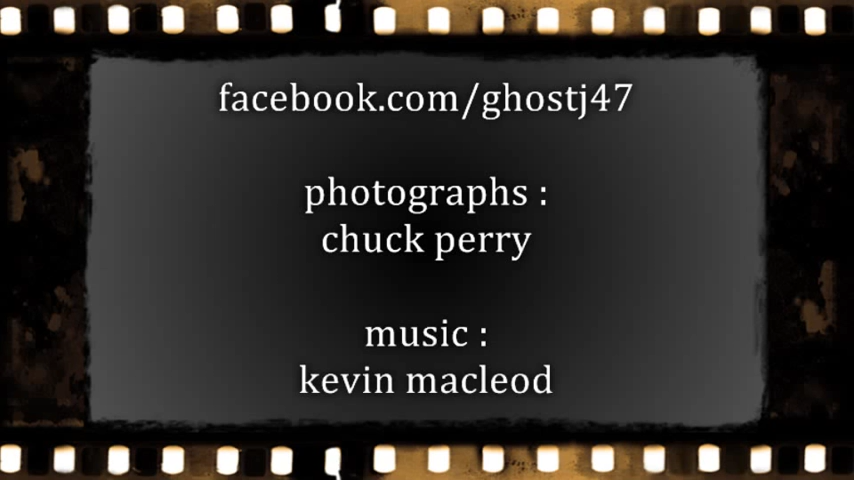 facebook.com/ghostj47
photographs :
chuck perry
music :
kevin macleod